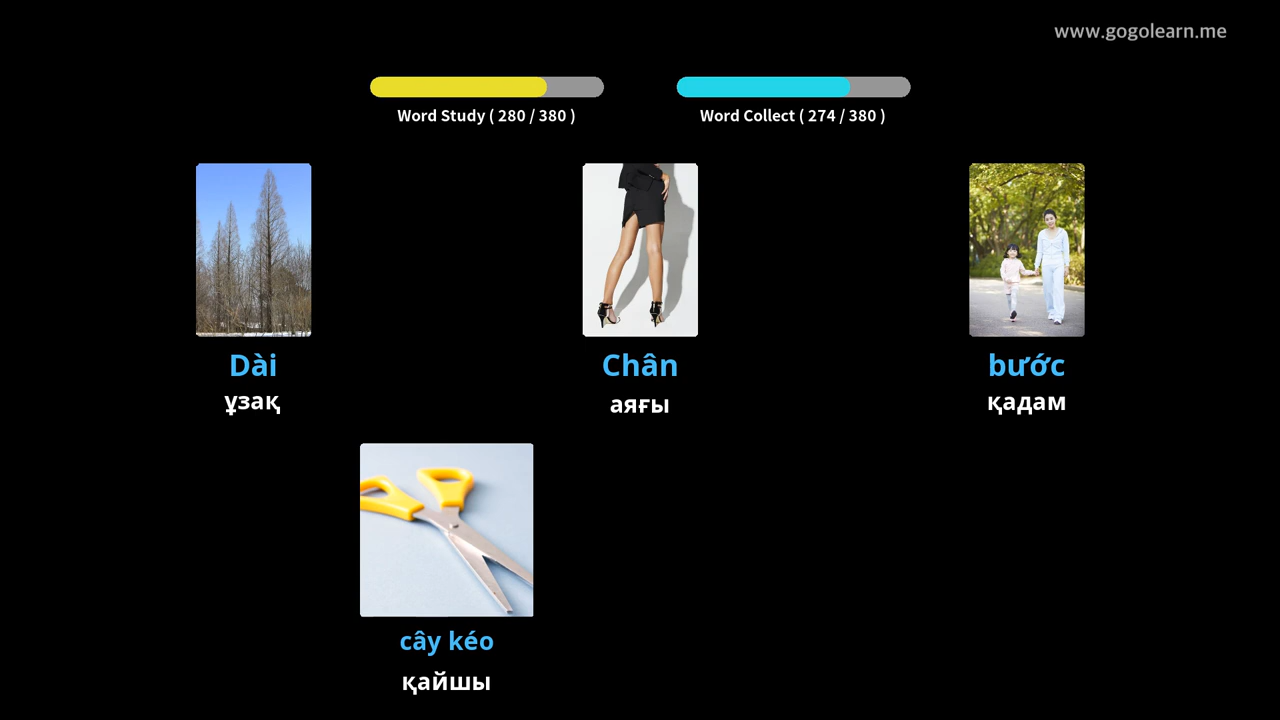 www.gogolearn.me
Word Study ( 280 / 380 )
Word Collect ( 274 / 380 )
Dài
ұзақ
Chân
аяғы
bước
қадам
cây kéo
қайшы